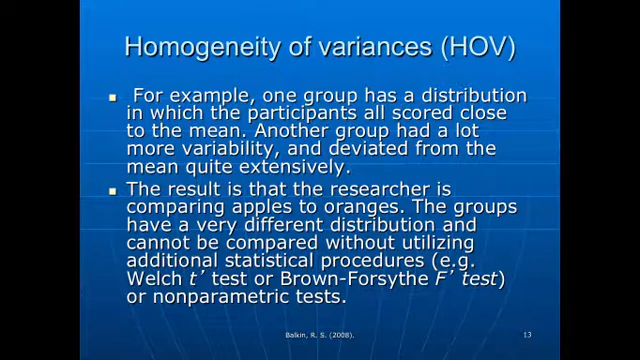 Homogeneity of variances (HOV)
For example, one group has a distribution
in which the participants all scored close
to the mean. Another group had a lot
more variability, and deviated from the
mean quite extensively.
The result is that the researcher is
comparing apples to oranges. The groups
have a very different distribution and
cannot be compared without utilizing
additional statistical procedures (e.g.
Welch t′ test or Brown-Forsythe F′ test)
or nonparametric tests.
Balkin, R. S. (2008).
13